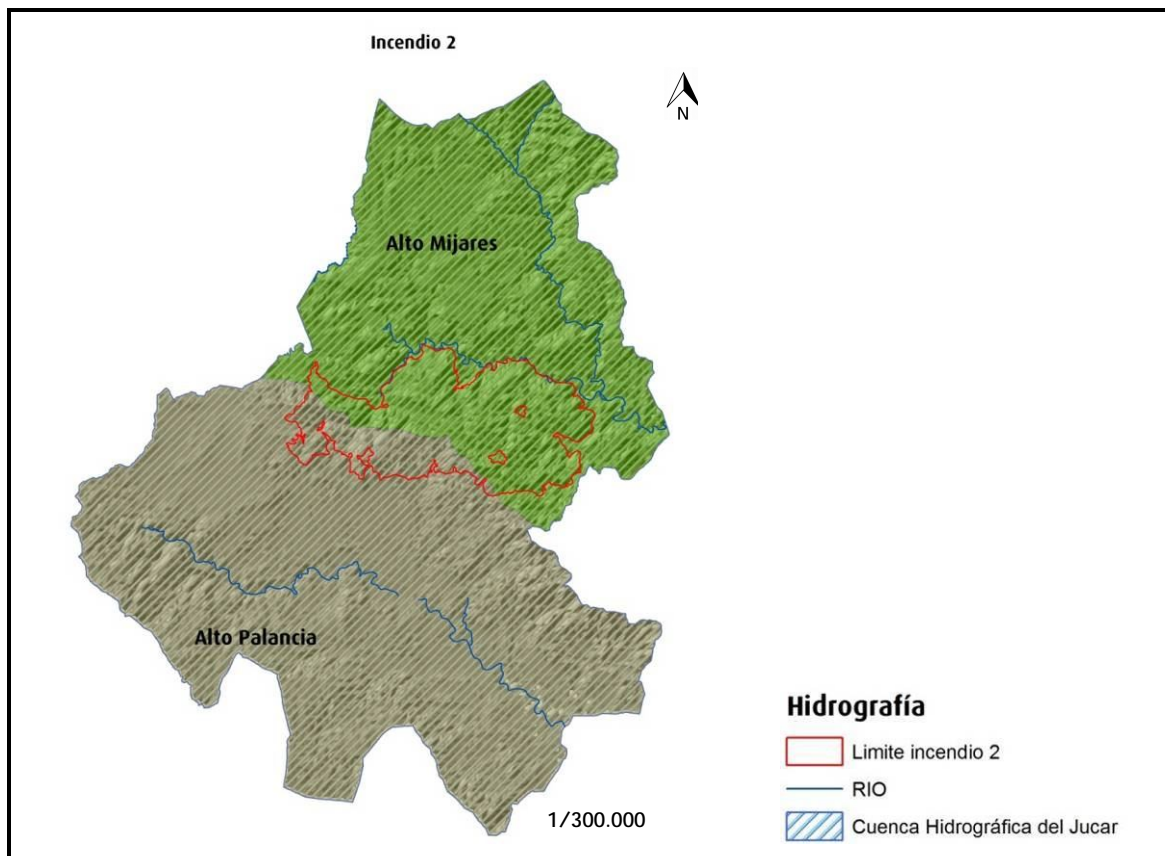 Incendio 2
N
Alto Mijares
Alto Palancia
1/300.000
Hidrografía
Limite incendio 2
RIO
Cuenca Hidrográfica del Jucar